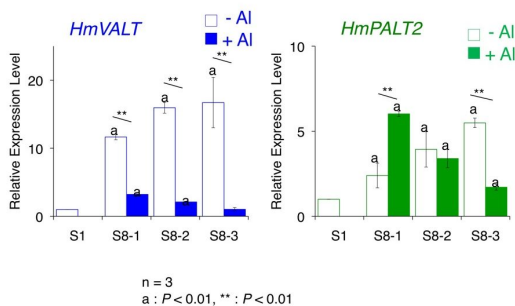 HmVALT
- Al
+ Al
Relative Expression Level
20
10
0
**
**
**
a
a
a
a
a
a
S1
S8-1
S8-2
S8-3
HmPALT2
- Al
+ Al
Relative Expression Level
10
5
0
**
**
a
a
a
a
a
a
S1
S8-1
S8-2
S8-3
n = 3
a : P < 0.01, ** : P < 0.01